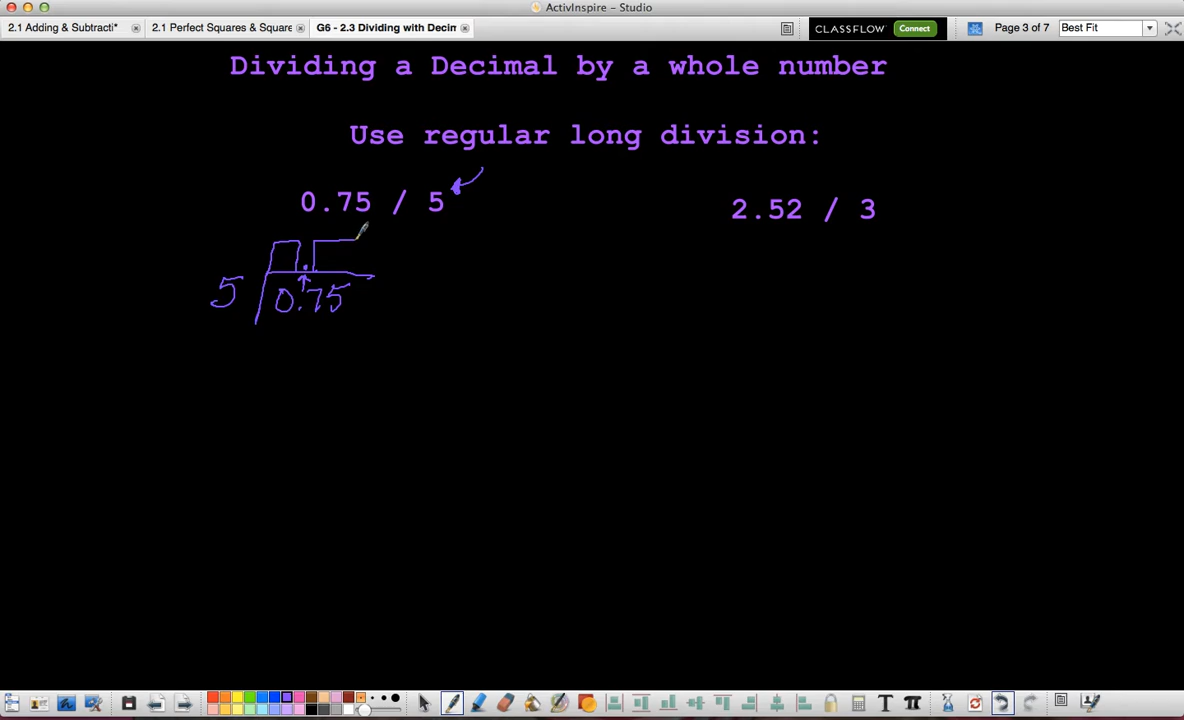 ActivInspire – Studio
2.1 Adding & Subtracti* 2.1 Perfect Squares & Square G6 - 2.3 Dividing with Decim CLASSFLOW Connect Page 3 of 7 Best Fit
Dividing a Decimal by a whole number
Use regular long division:
0.75 / 5 2.52 / 3
.
5 0.75